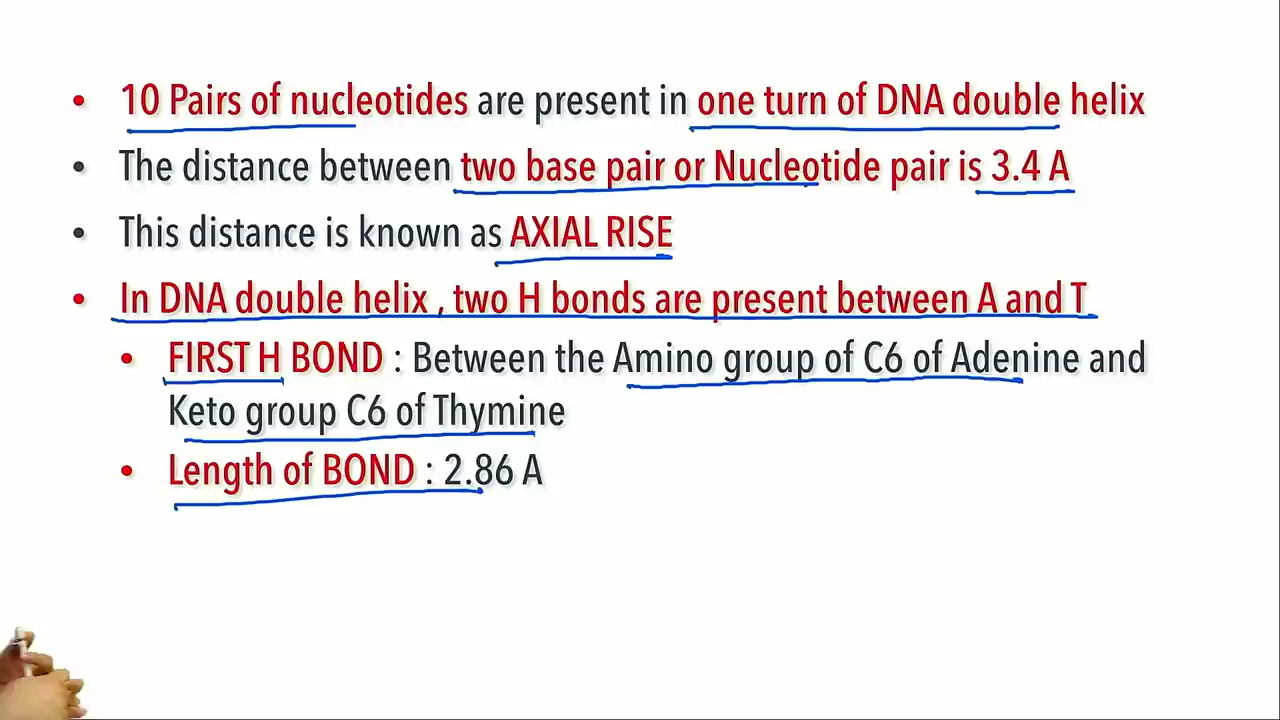 • 10 Pairs of nucleotides are present in one turn of DNA double helix
• The distance between two base pair or Nucleotide pair is 3.4 A
• This distance is known as AXIAL RISE
• In DNA double helix , two H bonds are present between A and T
• FIRST H BOND : Between the Amino group of C6 of Adenine and
Keto group C6 of Thymine
• Length of BOND : 2.86 A